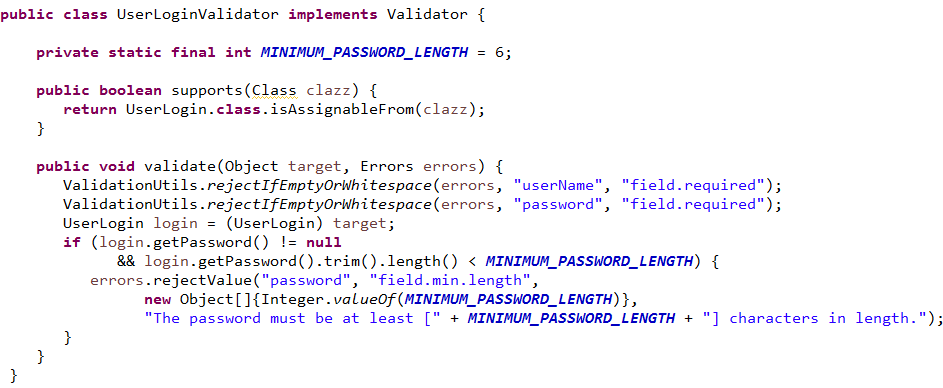 public class UserLoginValidator implements Validator {
private static final int MINIMUM_PASSWORD_LENGTH = 6;
public boolean supports(Class clazz) {
return UserLogin.class.isAssignableFrom(clazz);
}
public void validate(Object target, Errors errors) {
ValidationUtils.rejectIfEmptyOrWhitespace(errors, "userName", "field.required");
ValidationUtils.rejectIfEmptyOrWhitespace(errors, "password", "field.required");
UserLogin login = (UserLogin) target;
if (login.getPassword() != null
&& login.getPassword().trim().length() < MINIMUM_PASSWORD_LENGTH) {
errors.rejectValue("password", "field.min.length",
new Object[]{Integer.valueOf(MINIMUM_PASSWORD_LENGTH)},
"The password must be at least [" + MINIMUM_PASSWORD_LENGTH + "] characters in length.");
}
}
}